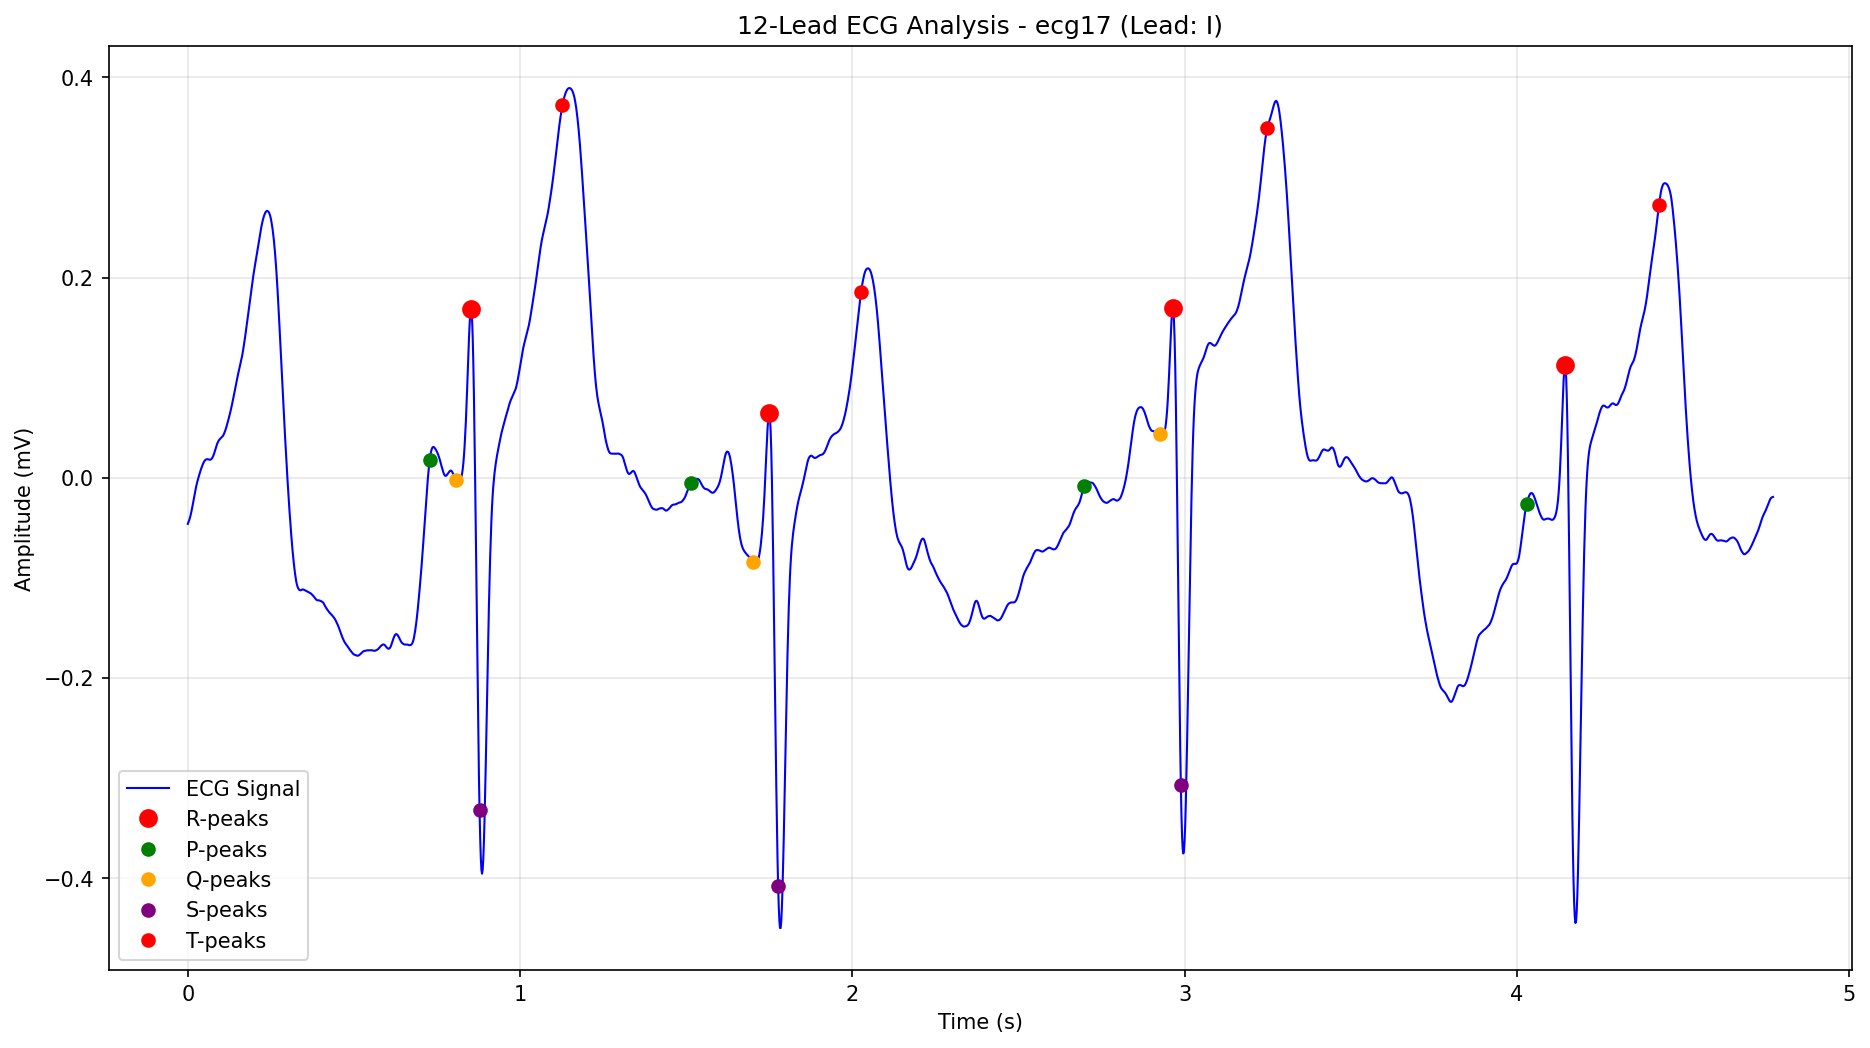 12-Lead ECG Analysis - ecg17 (Lead: I)
Amplitude (mV)
0.4
0.2
0.0
−0.2
−0.4
ECG Signal
R-peaks
P-peaks
Q-peaks
S-peaks
T-peaks
0 1 2 3 4 5
Time (s)